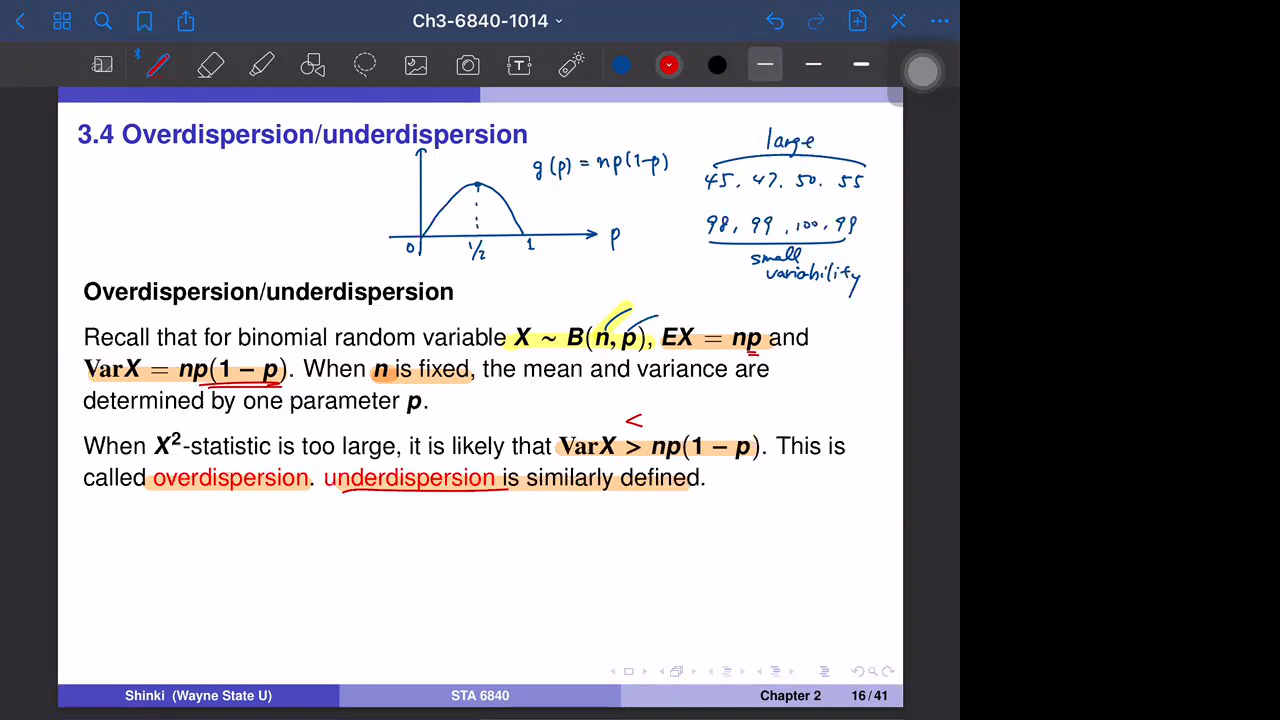 Ch3-6840-1014
T
3.4 Overdispersion/underdispersion
g(p) = np(1-p)
0 1/2 1 p
large
45, 47, 50, 55
98, 99, 100, 99
small
variability
Overdispersion/underdispersion
Recall that for binomial random variable X ~ B(n, p), EX = np and
VarX = np(1 − p). When n is fixed, the mean and variance are
determined by one parameter p.
<
When X²-statistic is too large, it is likely that VarX > np(1 − p). This is
called overdispersion. underdispersion is similarly defined.
Shinki (Wayne State U) STA 6840 Chapter 2 16/41